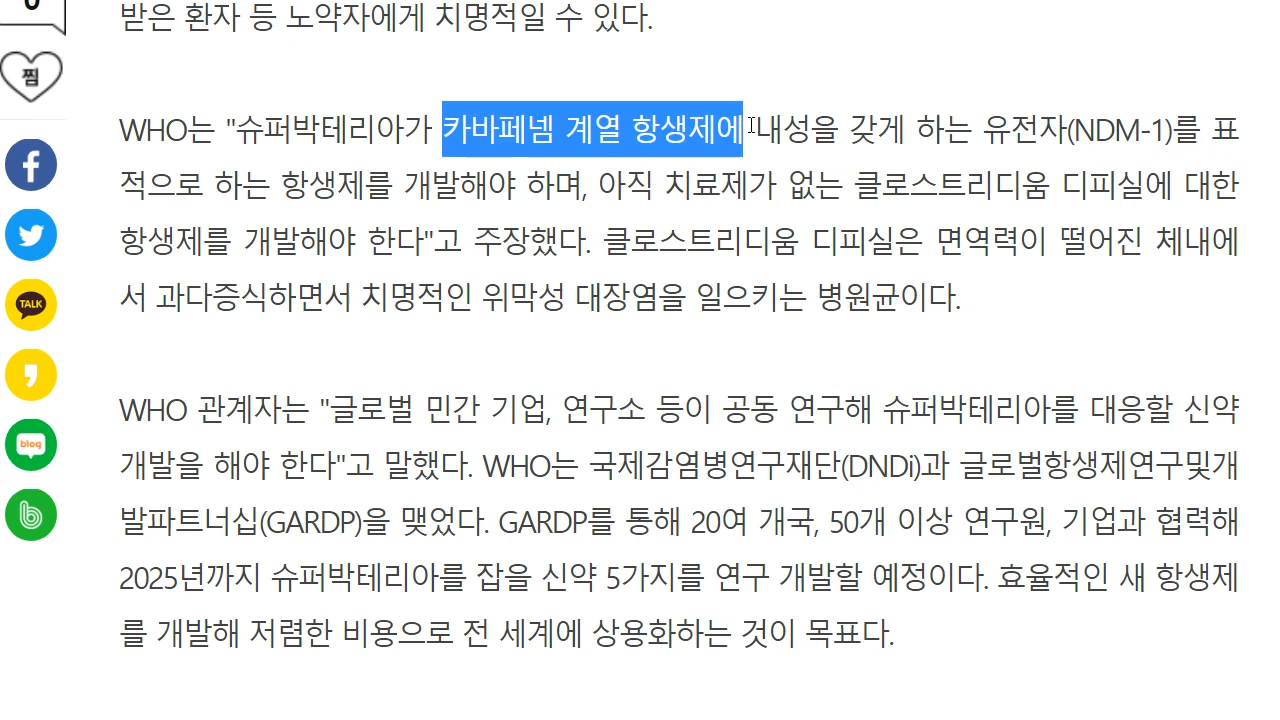 0
받은 환자 등 노약자에게 치명적일 수 있다.
찜
WHO는 "슈퍼박테리아가 카바페넴 계열 항생제에 내성을 갖게 하는 유전자(NDM-1)를 표
적으로 하는 항생제를 개발해야 하며, 아직 치료제가 없는 클로스트리디움 디피실에 대한
항생제를 개발해야 한다"고 주장했다. 클로스트리디움 디피실은 면역력이 떨어진 체내에
서 과다증식하면서 치명적인 위막성 대장염을 일으키는 병원균이다.
TALK
WHO 관계자는 "글로벌 민간 기업, 연구소 등이 공동 연구해 슈퍼박테리아를 대응할 신약
blog
개발을 해야 한다"고 말했다. WHO는 국제감염병연구재단(DNDi)과 글로벌항생제연구및개
발파트너십(GARDP)을 맺었다. GARDP를 통해 20여 개국, 50개 이상 연구원, 기업과 협력해
2025년까지 슈퍼박테리아를 잡을 신약 5가지를 연구 개발할 예정이다. 효율적인 새 항생제
를 개발해 저렴한 비용으로 전 세계에 상용화하는 것이 목표다.